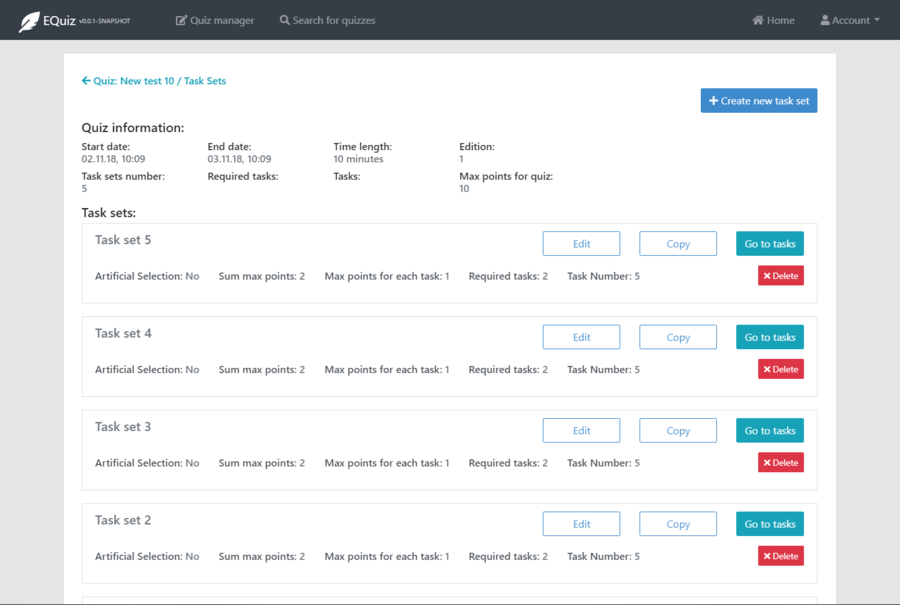 EQuiz v0.0.1-SNAPSHOT Quiz manager Search for quizzes Home Account
Quiz: New test 10 / Task Sets
Create new task set
Quiz information:
Start date: End date: Time length: Edition:
02.11.18, 10:09 03.11.18, 10:09 10 minutes 1
Task sets number: Required tasks: Tasks: Max points for quiz:
5 10
Task sets:
Task set 5 Edit Copy Go to tasks
Artificial Selection: No Sum max points: 2 Max points for each task: 1 Required tasks: 2 Task Number: 5 Delete
Task set 4 Edit Copy Go to tasks
Artificial Selection: No Sum max points: 2 Max points for each task: 1 Required tasks: 2 Task Number: 5 Delete
Task set 3 Edit Copy Go to tasks
Artificial Selection: No Sum max points: 2 Max points for each task: 1 Required tasks: 2 Task Number: 5 Delete
Task set 2 Edit Copy Go to tasks
Artificial Selection: No Sum max points: 2 Max points for each task: 1 Required tasks: 2 Task Number: 5 Delete